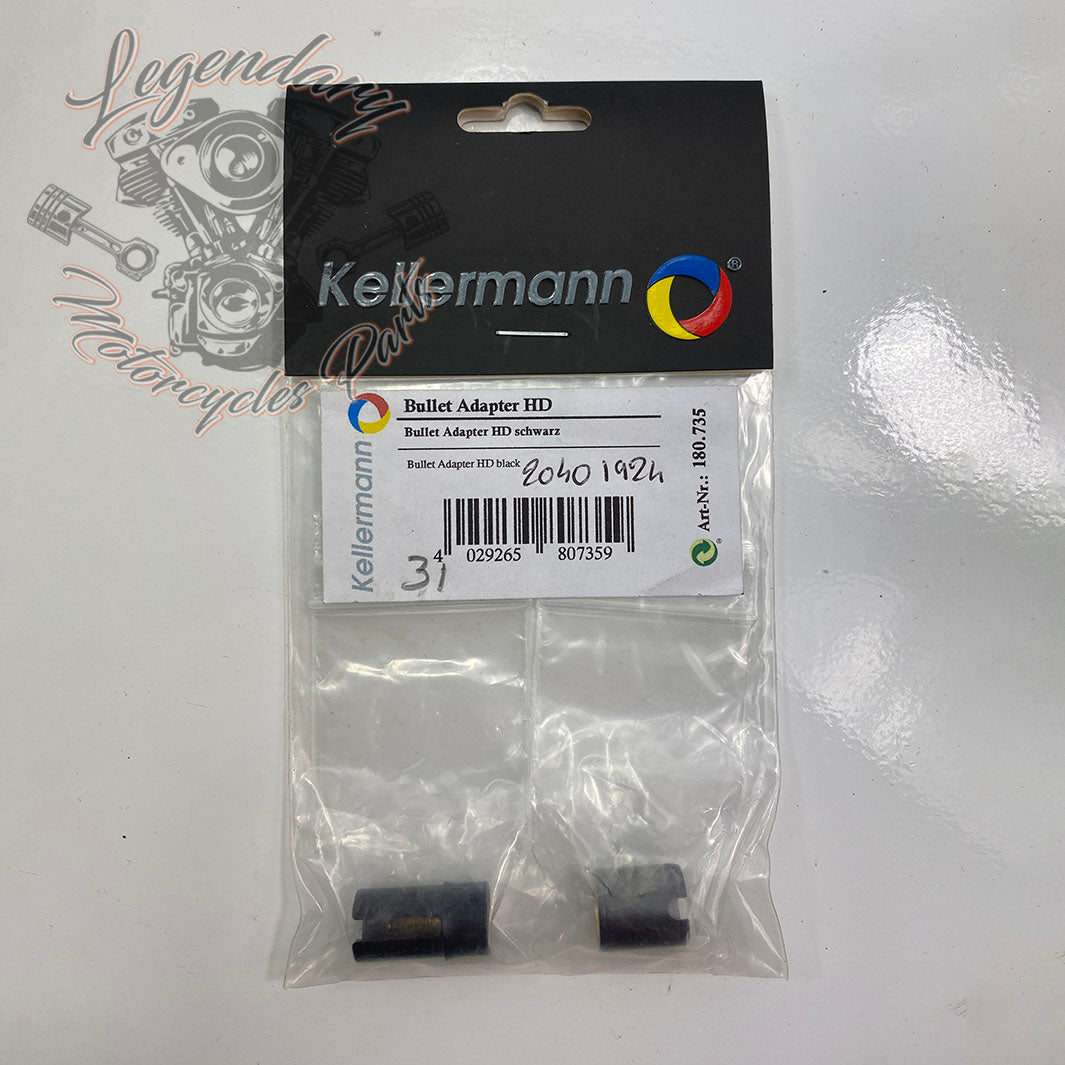 Legendary
Motorcycles Parts
Kellermann ®
Bullet Adapter HD
Bullet Adapter HD schwarz
Bullet Adapter HD black 20401924
4 029265 807359
31
Kellermann
Art-Nr.: 180.735